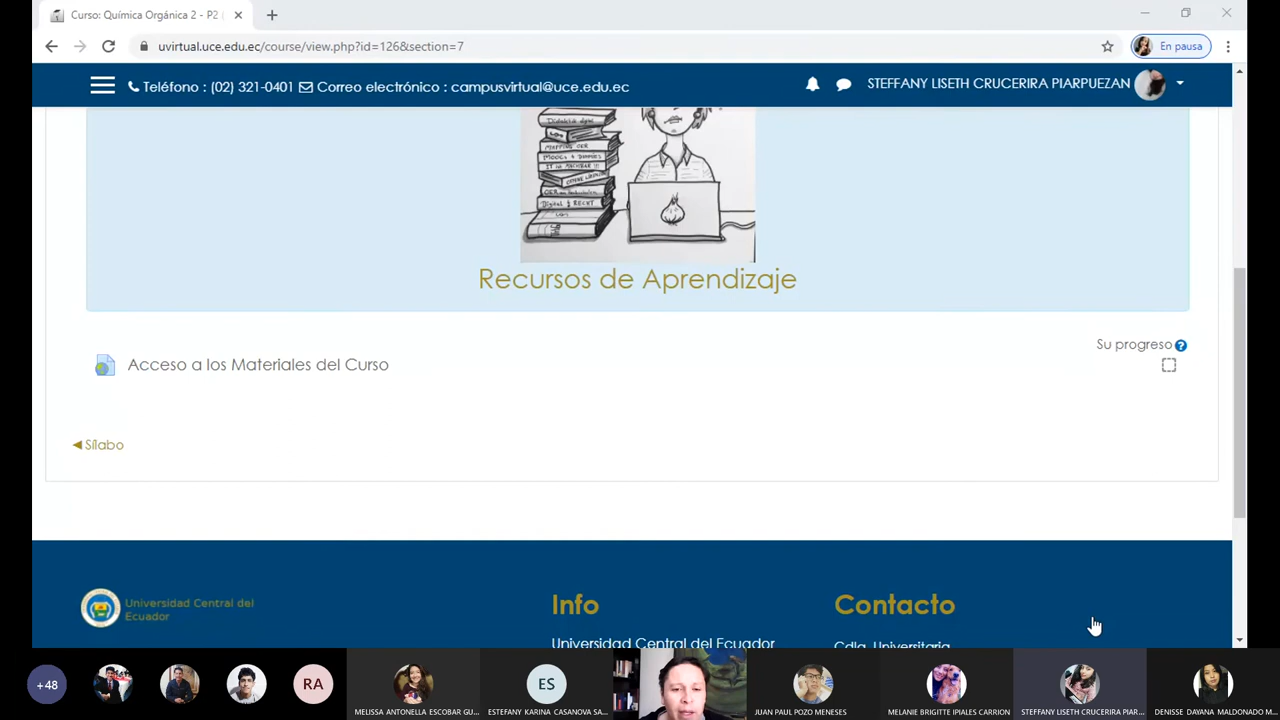 Curso: Química Orgánica 2 - P2
uvirtual.uce.edu.ec/course/view.php?id=126&section=7
En pausa
Teléfono : (02) 321-0401 Correo electrónico : campusvirtual@uce.edu.ec
STEFFANY LISETH CRUCERIRA PIARPUEZAN
Recursos de Aprendizaje
Su progreso
Acceso a los Materiales del Curso
◄ Sílabo
Universidad Central del
Ecuador
Info
Universidad Central del Ecuador
Contacto
Cdla. Universitaria
+48
RA
MELISSA ANTONELLA ESCOBAR GU...
ES
ESTEFANY KARINA CASANOVA SA...
JUAN PAUL POZO MENESES
MELANIE BRIGITTE IPIALES CARRION
STEFFANY LISETH CRUCERIRA PIAR...
DENISSE DAYANA MALDONADO M...